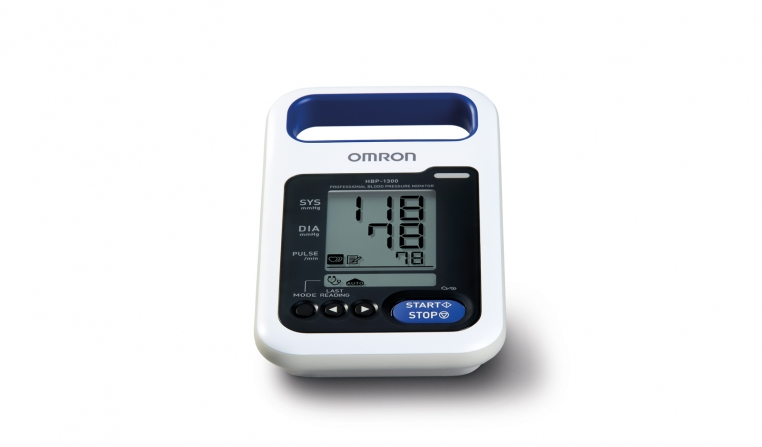 OMRON
HBP-1300
PROFESSIONAL BLOOD PRESSURE MONITOR
SYS
mmHg
118
DIA
mmHg
78
PULSE
/min
78
AUTO
LAST
MODE READING
START
STOP